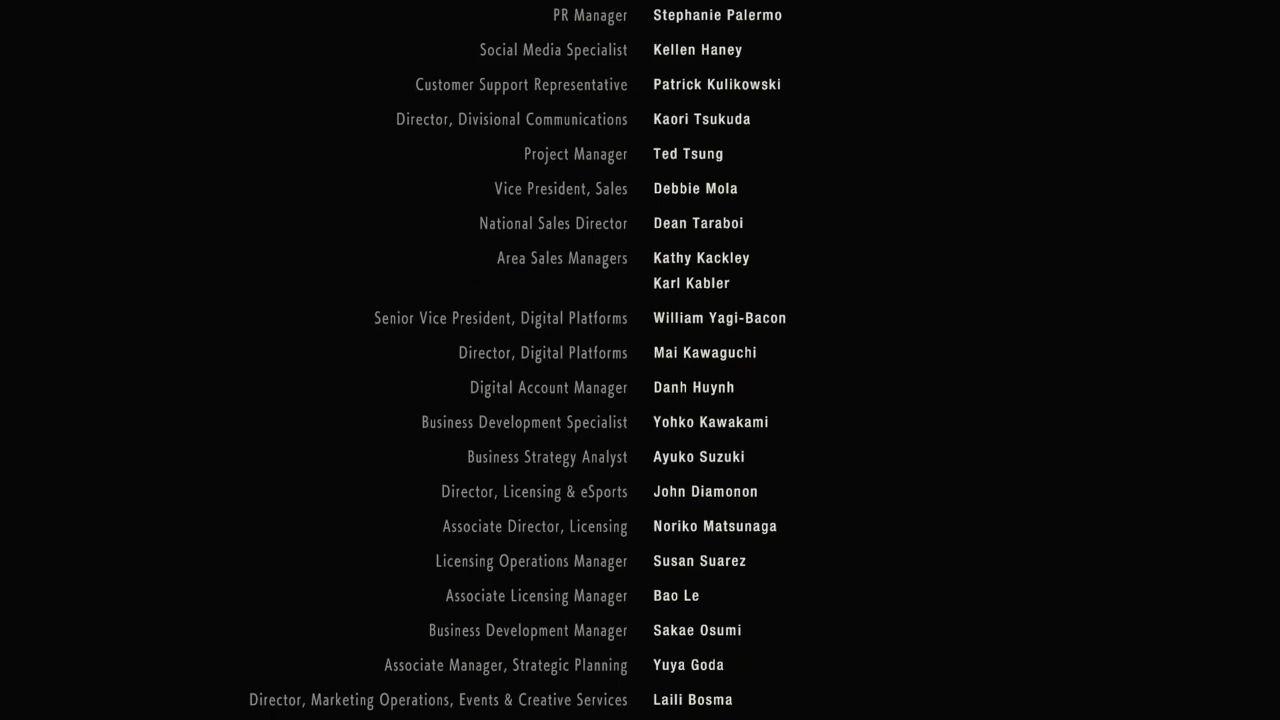 PR Manager Stephanie Palermo
Social Media Specialist Kellen Haney
Customer Support Representative Patrick Kulikowski
Director, Divisional Communications Kaori Tsukuda
Project Manager Ted Tsung
Vice President, Sales Debbie Mola
National Sales Director Dean Taraboi
Area Sales Managers Kathy Kackley
Karl Kabler
Senior Vice President, Digital Platforms William Yagi-Bacon
Director, Digital Platforms Mai Kawaguchi
Digital Account Manager Danh Huynh
Business Development Specialist Yohko Kawakami
Business Strategy Analyst Ayuko Suzuki
Director, Licensing & eSports John Diamonon
Associate Director, Licensing Noriko Matsunaga
Licensing Operations Manager Susan Suarez
Associate Licensing Manager Bao Le
Business Development Manager Sakae Osumi
Associate Manager, Strategic Planning Yuya Goda
Director, Marketing Operations, Events & Creative Services Laili Bosma